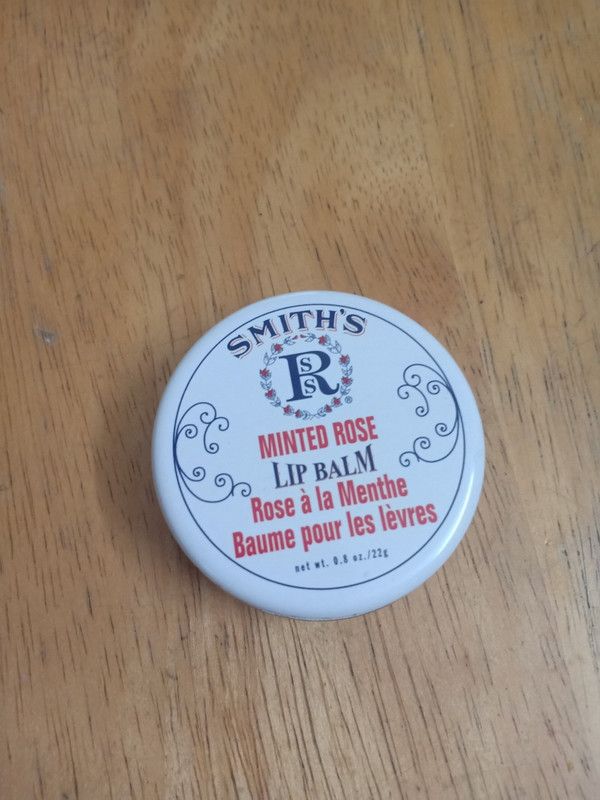 SMITH'S
R
S
S
®
MINTED ROSE
LIP BALM
Rose à la Menthe
Baume pour les lèvres
net wt. 0.8 oz./22g